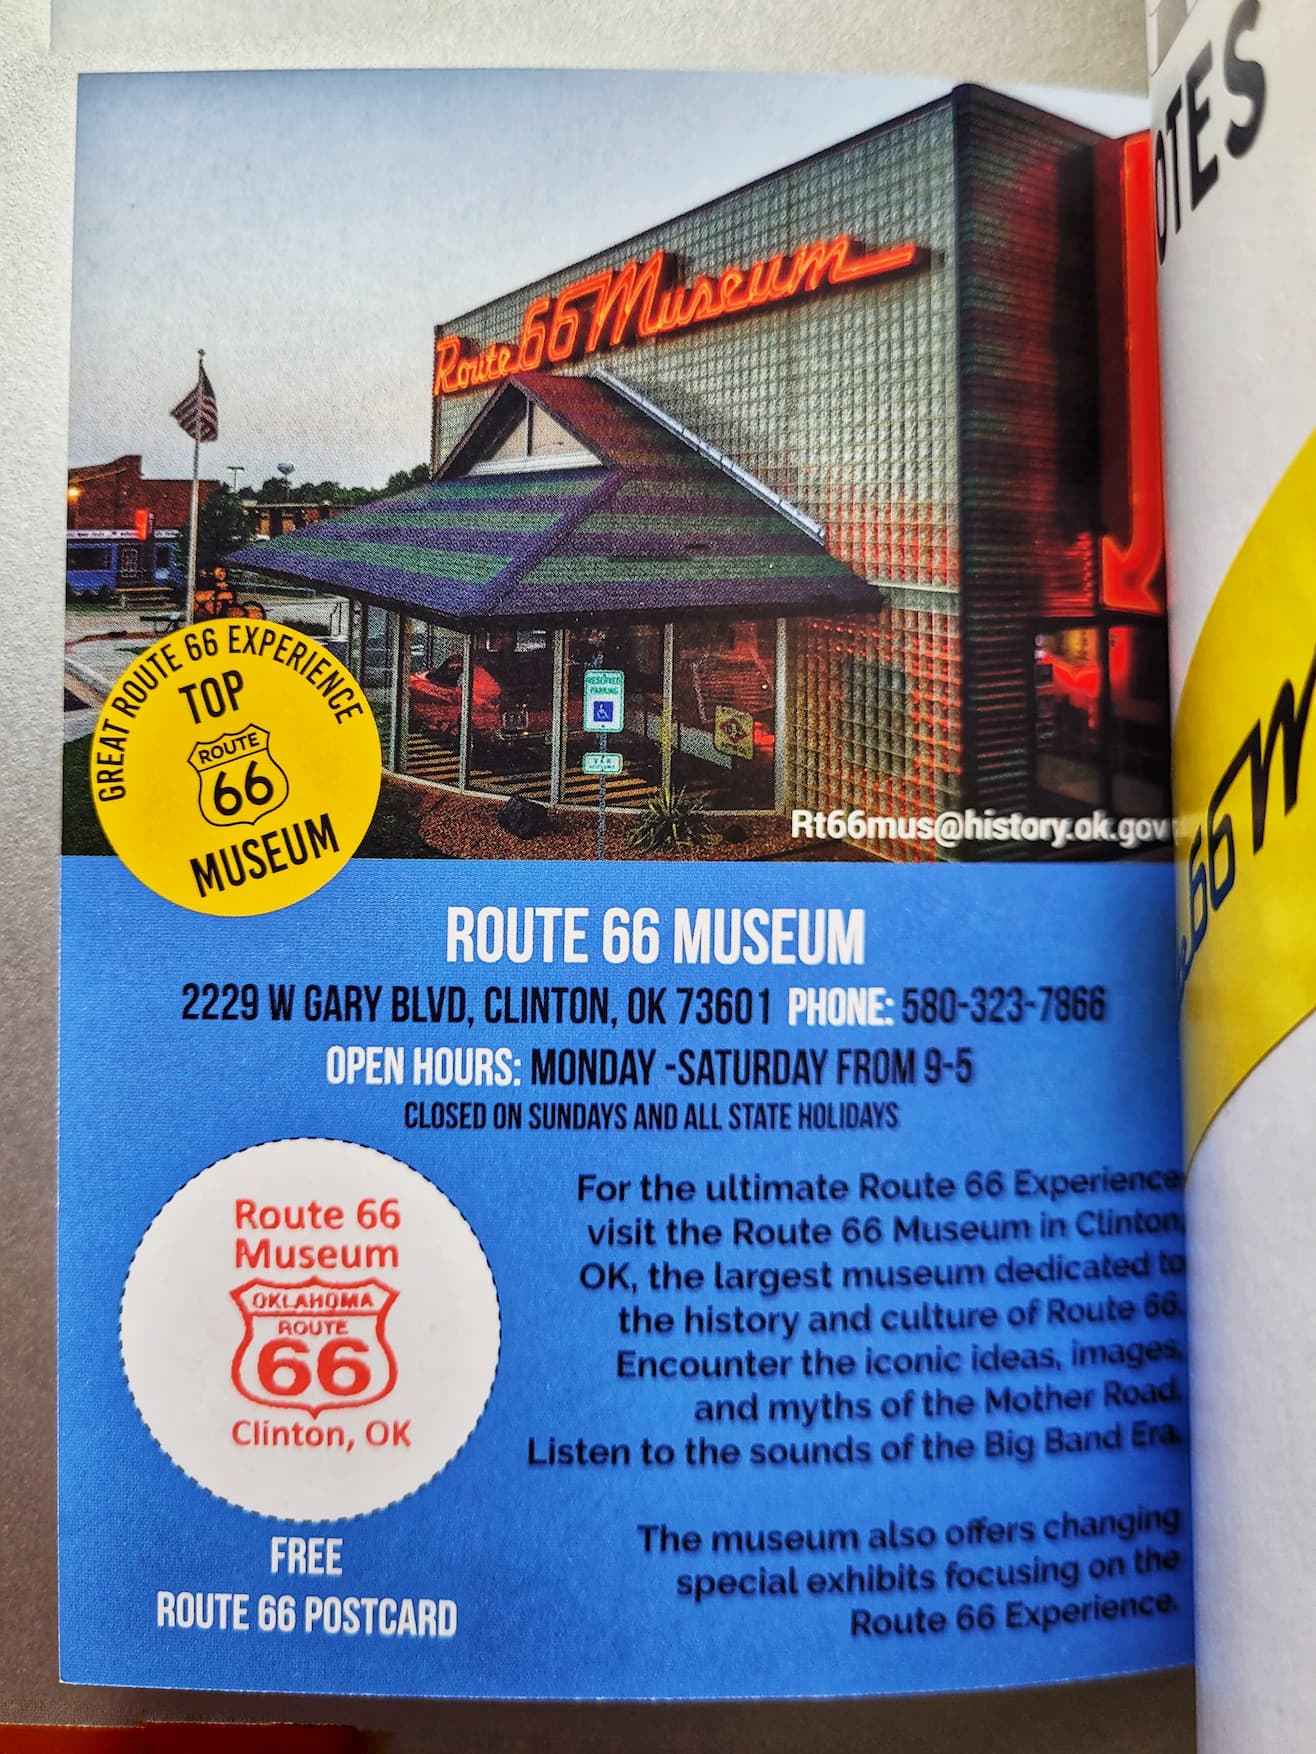 OTES
Route 66 Museum
RESERVED
PARKING
GREAT ROUTE 66 EXPERIENCE
TOP
ROUTE
66
MUSEUM
Rt66mus@history.ok.gov
66 M
ROUTE 66 MUSEUM
2229 W GARY BLVD, CLINTON, OK 73601 PHONE: 580-323-7866
OPEN HOURS: MONDAY -SATURDAY FROM 9-5
CLOSED ON SUNDAYS AND ALL STATE HOLIDAYS
Route 66
Museum
OKLAHOMA
ROUTE
66
Clinton, OK
FREE
ROUTE 66 POSTCARD
For the ultimate Route 66 Experience
visit the Route 66 Museum in Clinton,
OK, the largest museum dedicated to
the history and culture of Route 66.
Encounter the iconic ideas, images,
and myths of the Mother Road.
Listen to the sounds of the Big Band Era.
The museum also offers changing
special exhibits focusing on the
Route 66 Experience.